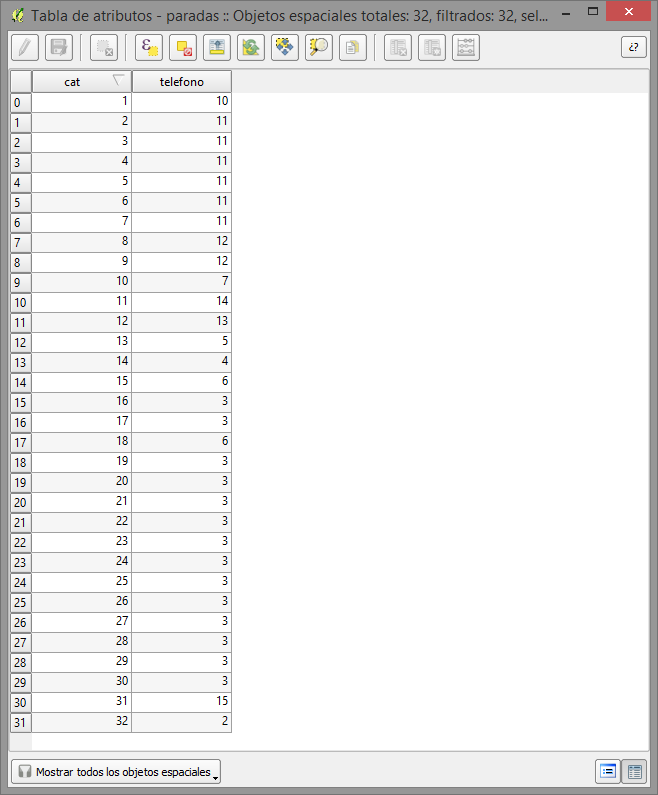 Tabla de atributos - paradas :: Objetos espaciales totales: 32, filtrados: 32, sel...
ε
¿?
cat telefono
0 1 10
1 2 11
2 3 11
3 4 11
4 5 11
5 6 11
6 7 11
7 8 12
8 9 12
9 10 7
10 11 14
11 12 13
12 13 5
13 14 4
14 15 6
15 16 3
16 17 3
17 18 6
18 19 3
19 20 3
20 21 3
21 22 3
22 23 3
23 24 3
24 25 3
25 26 3
26 27 3
27 28 3
28 29 3
29 30 3
30 31 15
31 32 2
Mostrar todos los objetos espaciales